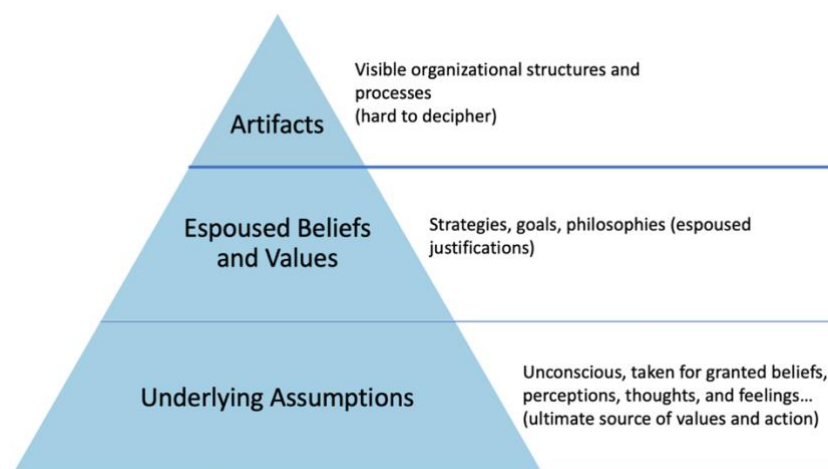 Visible organizational structures and
processes
(hard to decipher)
Artifacts
Espoused Beliefs
and Values
Strategies, goals, philosophies (espoused
justifications)
Underlying Assumptions
Unconscious, taken for granted beliefs,
perceptions, thoughts, and feelings...
(ultimate source of values and action)